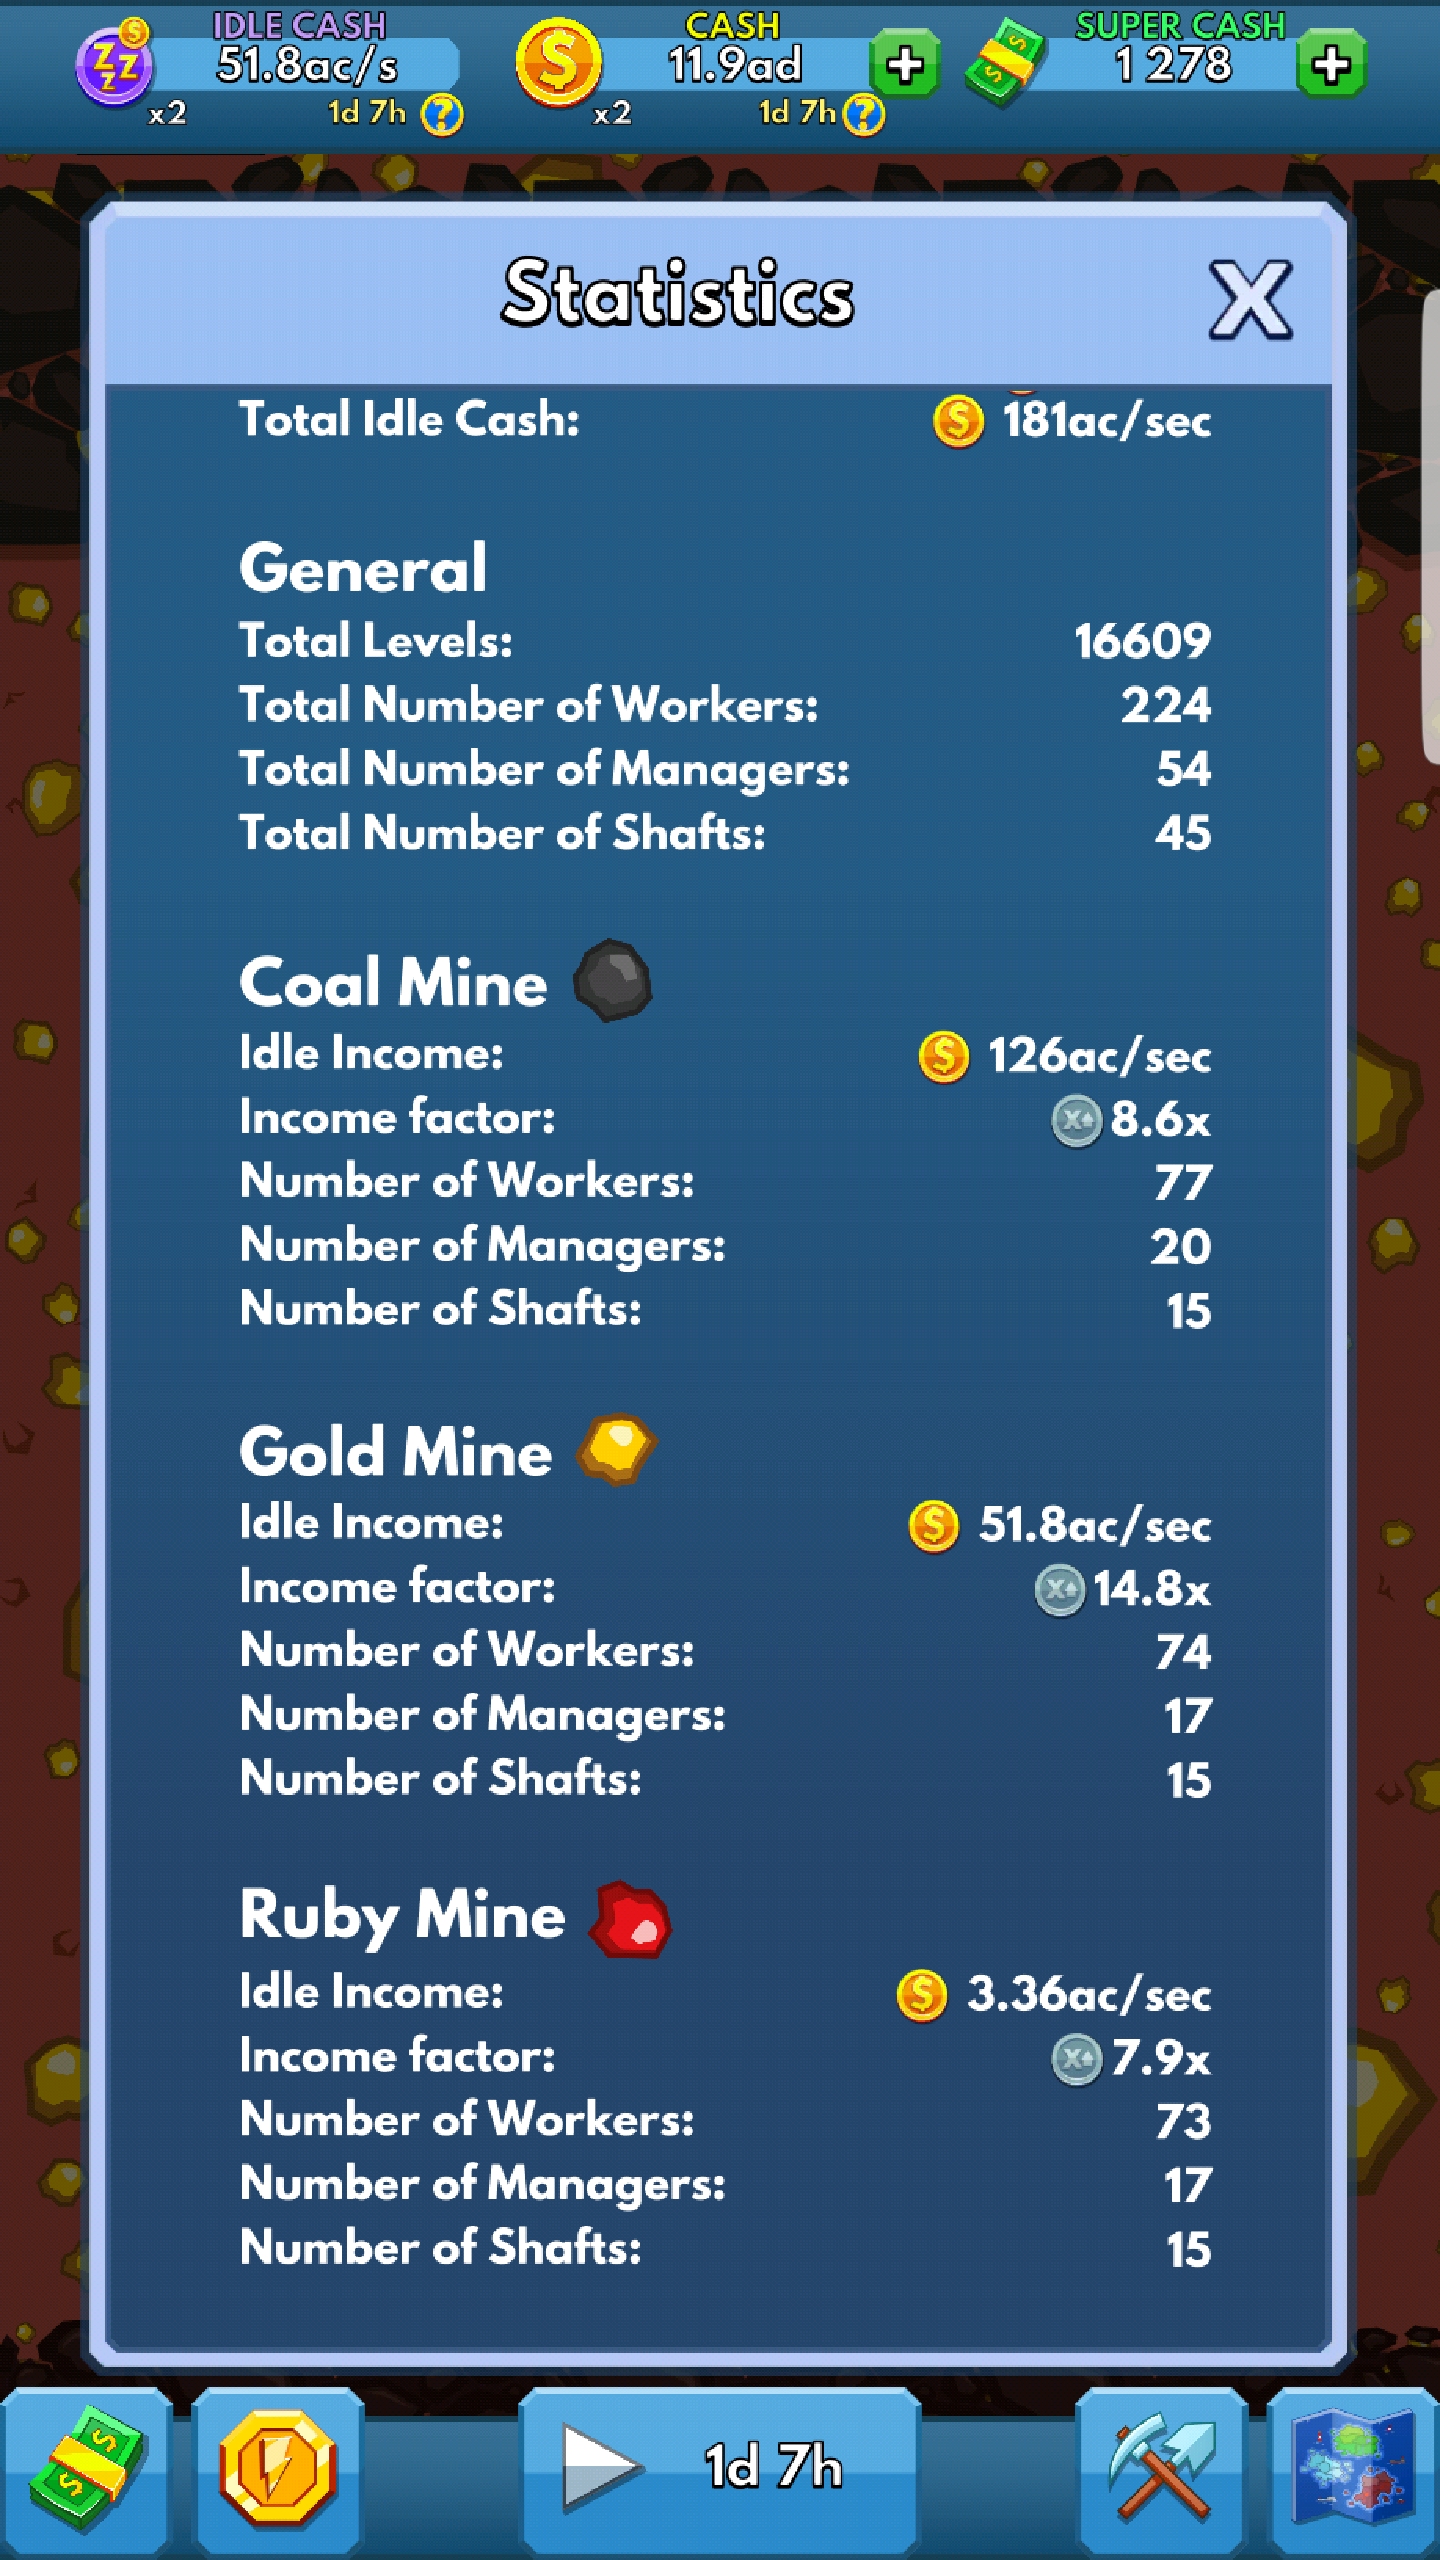 IDLE CASH CASH SUPER CASH
51.8ac/s 11.9ad 1 278
x2 1d 7h ? x2 1d 7h ?
Statistics X
Total Idle Cash: 181ac/sec
General
Total Levels: 16609
Total Number of Workers: 224
Total Number of Managers: 54
Total Number of Shafts: 45
Coal Mine
Idle Income: 126ac/sec
Income factor: 8.6x
Number of Workers: 77
Number of Managers: 20
Number of Shafts: 15
Gold Mine
Idle Income: 51.8ac/sec
Income factor: 14.8x
Number of Workers: 74
Number of Managers: 17
Number of Shafts: 15
Ruby Mine
Idle Income: 3.36ac/sec
Income factor: 7.9x
Number of Workers: 73
Number of Managers: 17
Number of Shafts: 15
1d 7h